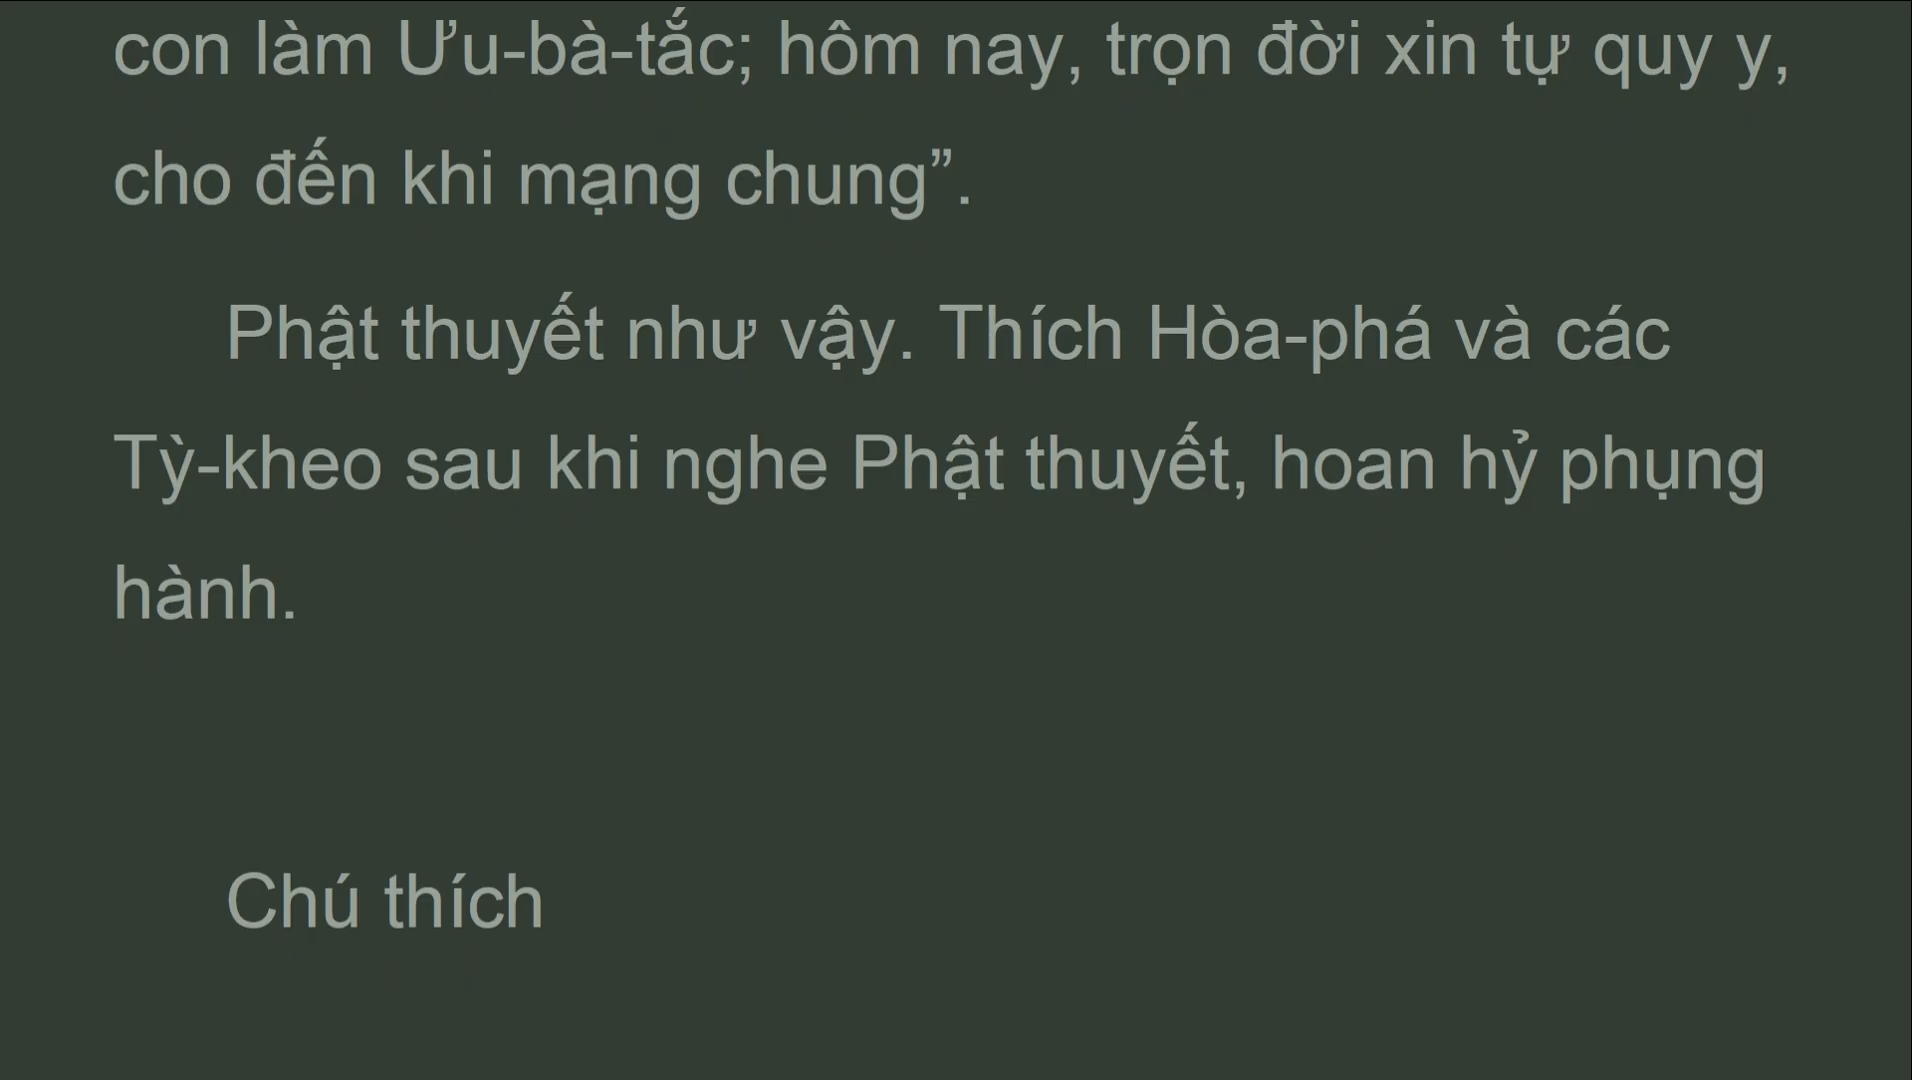 con làm Ưu-bà-tắc; hôm nay, trọn đời xin tự quy y,
cho đến khi mạng chung”.
Phật thuyết như vậy. Thích Hòa-phá và các
Tỳ-kheo sau khi nghe Phật thuyết, hoan hỷ phụng
hành.
Chú thích